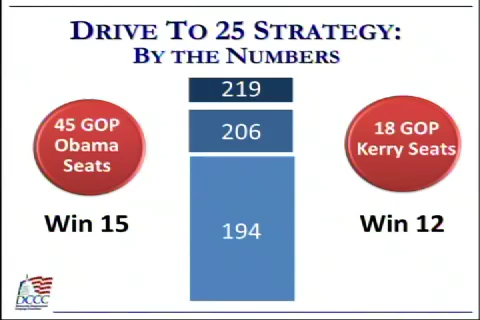 DRIVE TO 25 STRATEGY:
BY THE NUMBERS
219
45 GOP
Obama
Seats
206
18 GOP
Kerry Seats
Win 15
194
Win 12
DCCC